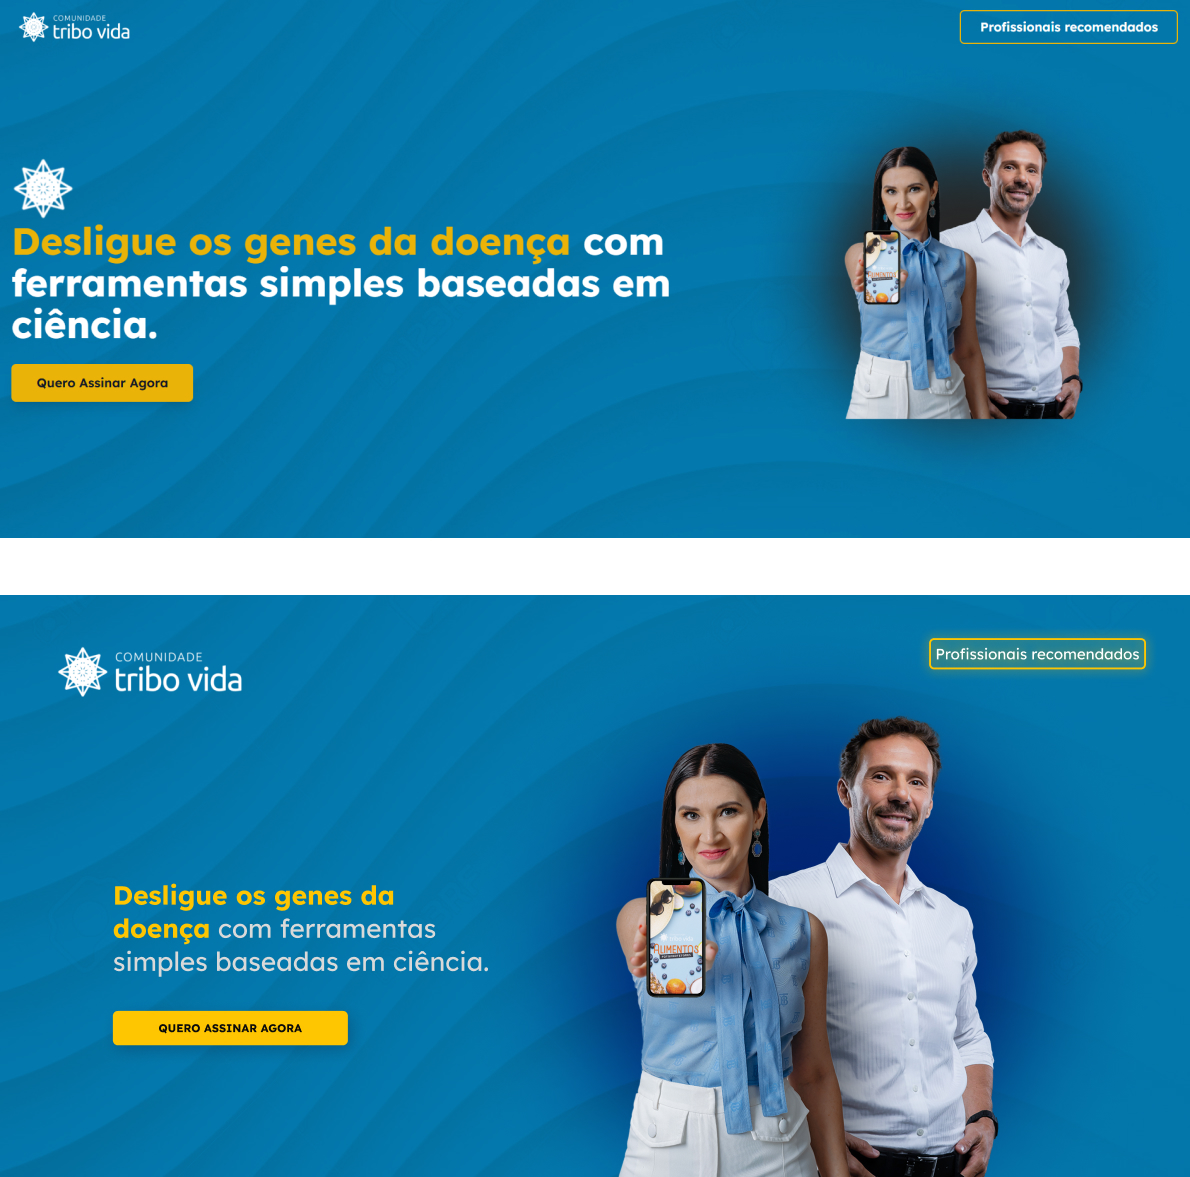 COMUNIDADE
tribo vida
Profissionais recomendados
Desligue os genes da doença com
ferramentas simples baseadas em
ciência.
Quero Assinar Agora
ALIMENTOS
COMUNIDADE
tribo vida
Profissionais recomendados
Desligue os genes da
doença com ferramentas
simples baseadas em ciência.
QUERO ASSINAR AGORA
ALIMENTOS